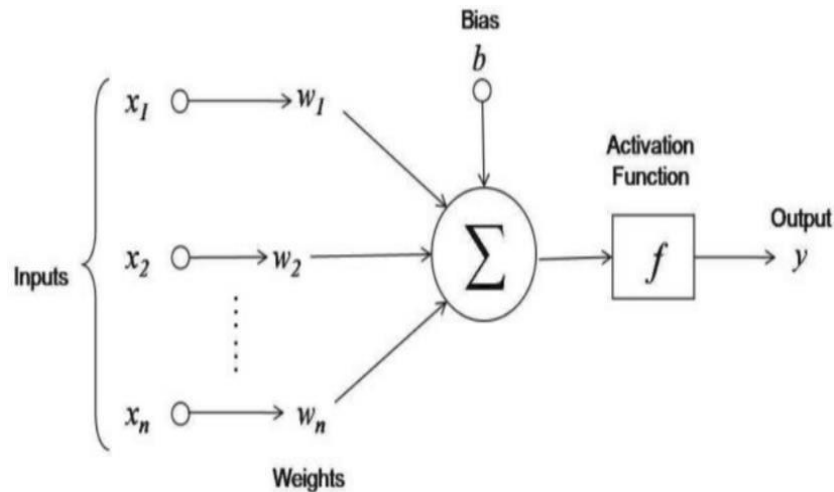 Bias
b
x₁ w₁
Activation
Function
Output
Inputs x₂ w₂ Σ f y
xₙ wₙ
Weights